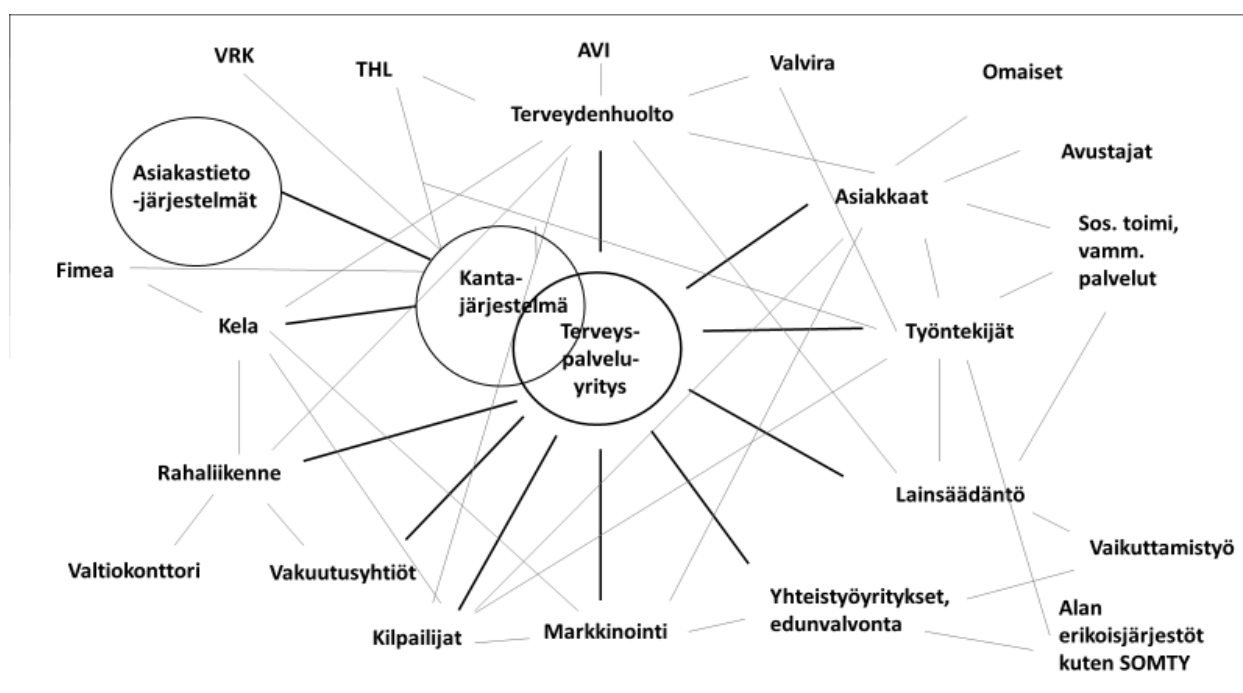 VRK
THL
AVI
Valvira
Omaiset
Terveydenhuolto
Avustajat
Asiakastieto
-järjestelmät
Asiakkaat
Sos. toimi,
vamm.
palvelut
Fimea
Kanta-
järjestelmä
Kela
Terveys-
palvelu-
yritys
Työntekijät
Rahaliikenne
Lainsäädäntö
Valtiokonttori
Vakuutusyhtiöt
Vaikuttamistyö
Kilpailijat
Markkinointi
Yhteistyöyritykset,
edunvalvonta
Alan
erikoisjärjestöt
kuten SOMTY